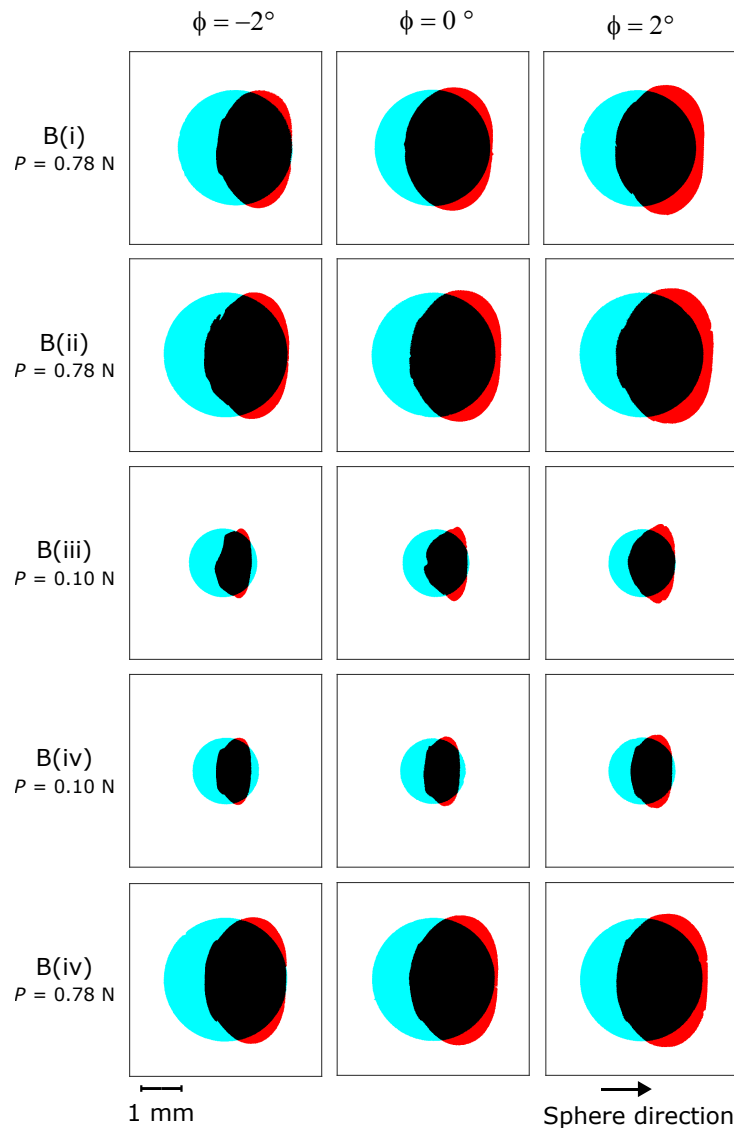 ϕ = −2°
ϕ = 0 °
ϕ = 2°
B(i)
P = 0.78 N
B(ii)
P = 0.78 N
B(iii)
P = 0.10 N
B(iv)
P = 0.10 N
B(iv)
P = 0.78 N
1 mm
Sphere direction